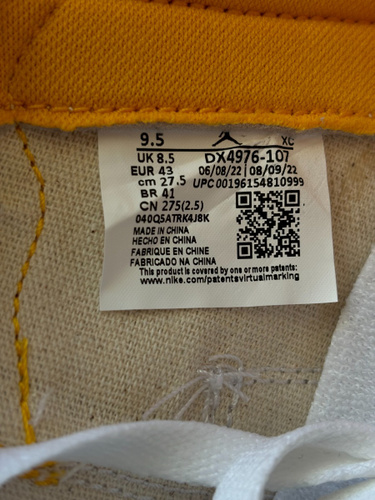 9.5 XC
UK 8.5 DX4976-107
EUR 43 06/08/22 08/09/22
cm 27.5 UPC 00196154810999
BR 41
CN 275(2.5)
040Q5ATRK4J8K
MADE IN CHINA
HECHO EN CHINA
FABRIQUE EN CHINE
FABRICADO NA CHINA
This product is covered by one or more patents:
www.nike.com/patentsvirtualmarking